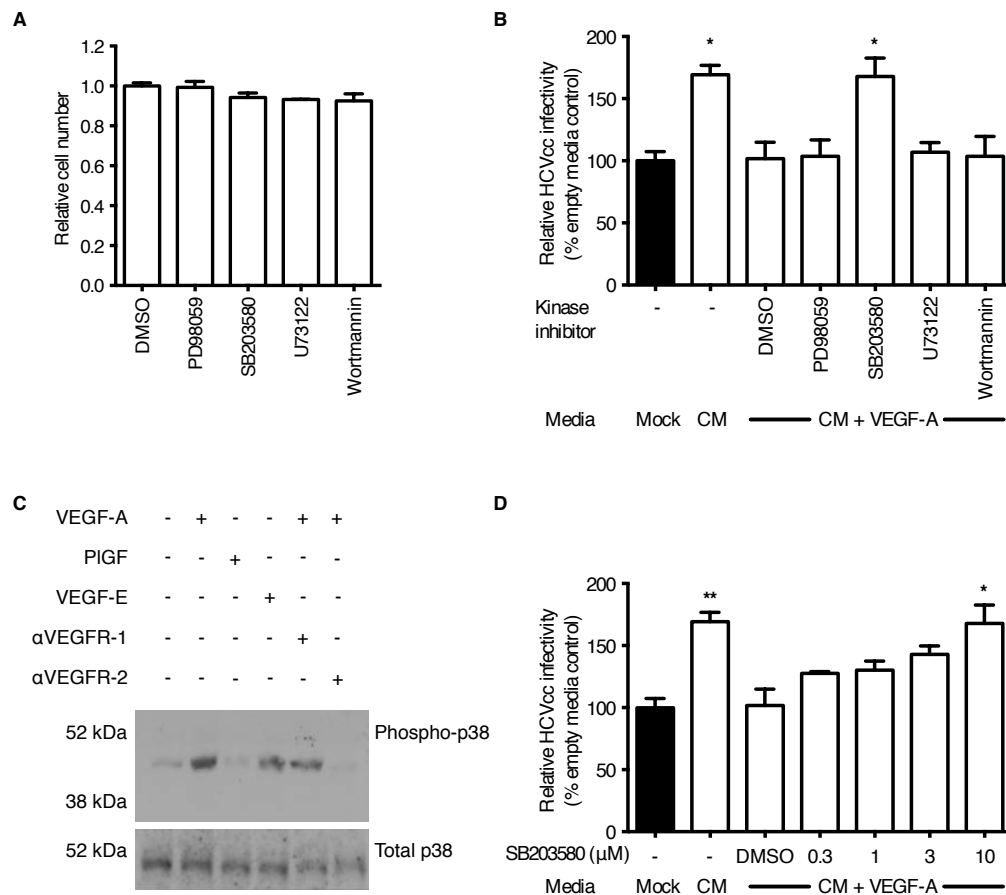 A
Relative cell number
1.2
1.0
0.8
0.6
0.4
0.2
0.0
DMSO
PD98059
SB203580
U73122
Wortmannin
B
Relative HCVcc infectivity
(% empty media control)
200
150
100
50
0
* *
Kinase
inhibitor
- - DMSO PD98059 SB203580 U73122 Wortmannin
Media Mock CM CM + VEGF-A
C
VEGF-A - + - - + +
PIGF - - + - - -
VEGF-E - - - + - -
αVEGFR-1 - - - - + -
αVEGFR-2 - - - - - +
52 kDa Phospho-p38
38 kDa
52 kDa Total p38
D
Relative HCVcc infectivity
(% empty media control)
200
150
100
50
0
** *
SB203580 (μM) - - DMSO 0.3 1 3 10
Media Mock CM CM + VEGF-A